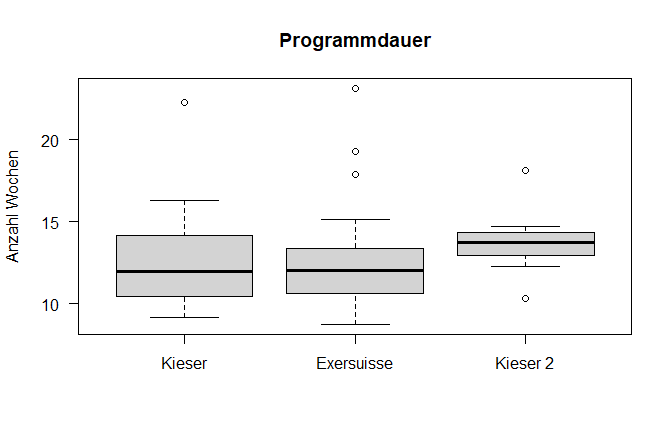 Programmdauer
Anzahl Wochen
20
15
10
Kieser
Exersuisse
Kieser 2